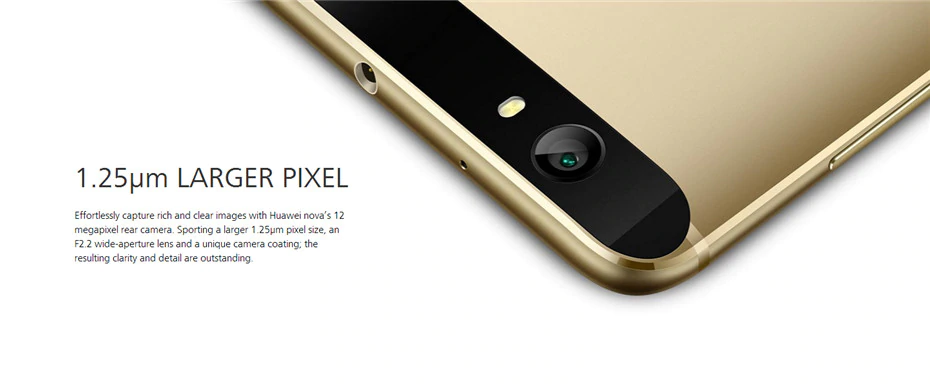 1.25μm LARGER PIXEL
Effortlessly capture rich and clear images with Huawei nova's 12
megapixel rear camera. Sporting a larger 1.25μm pixel size, an
F2.2 wide-aperture lens and a unique camera coating; the
resulting clarity and detail are outstanding.